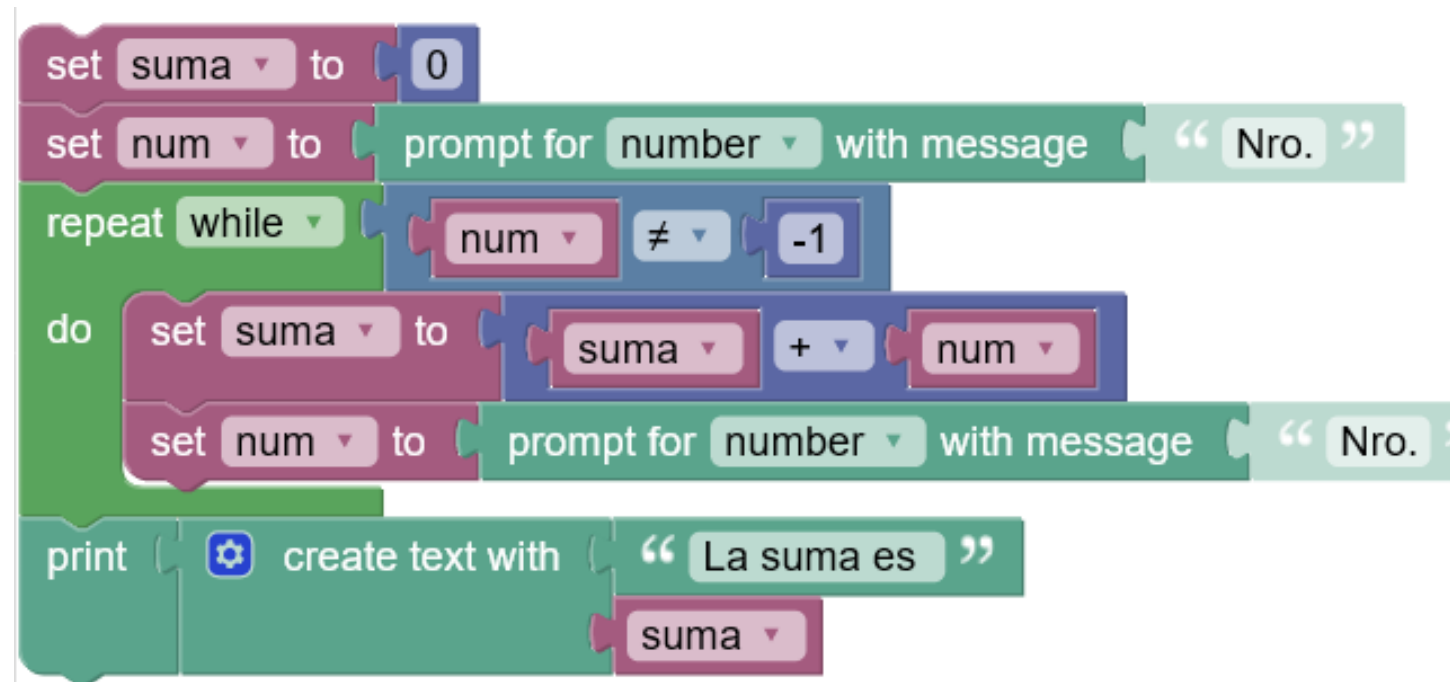 set suma to 0
set num to prompt for number with message “ Nro. ”
repeat while num ≠ -1
do set suma to suma + num
set num to prompt for number with message “ Nro. ”
print create text with “ La suma es ”
suma